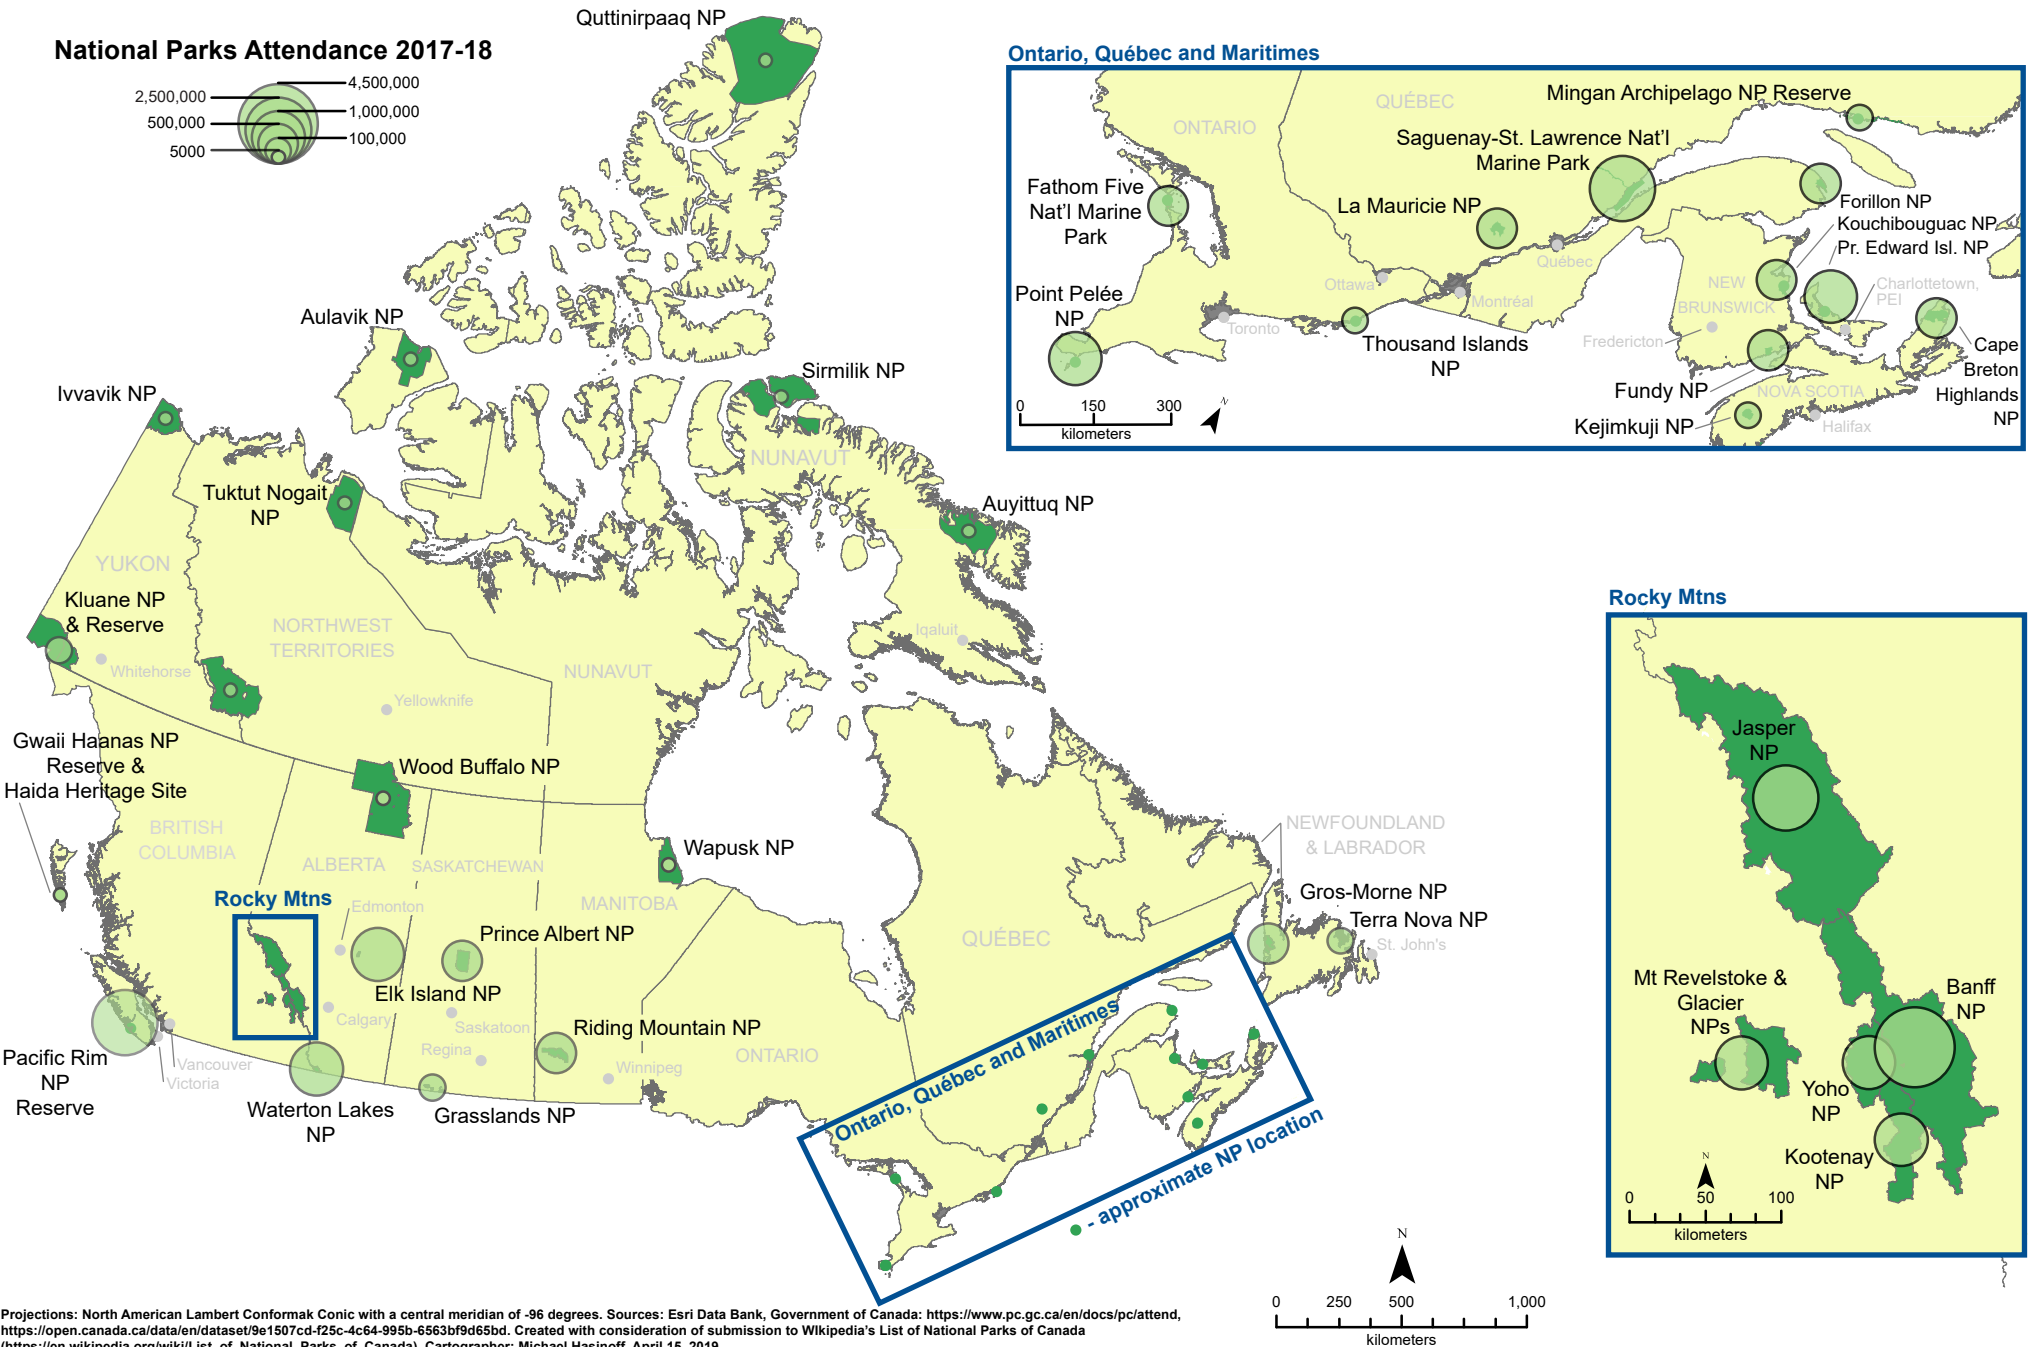 National Parks Attendance 2017-18
4,500,000
2,500,000
1,000,000
500,000
100,000
5000
Quttinirpaaq NP
Aulavik NP
Ivvavik NP
Sirmilik NP
NUNAVUT
Tuktut Nogait
NP
Auyittuq NP
YUKON
Kluane NP
& Reserve
Whitehorse
NORTHWEST
TERRITORIES
NUNAVUT
Iqaluit
Yellowknife
Gwaii Haanas NP
Reserve &
Haida Heritage Site
Wood Buffalo NP
BRITISH
COLUMBIA
ALBERTA
SASKATCHEWAN
Wapusk NP
MANITOBA
Rocky Mtns
Edmonton
Prince Albert NP
Elk Island NP
Calgary
Saskatoon
Regina
Riding Mountain NP
Winnipeg
ONTARIO
QUÉBEC
Pacific Rim
NP
Reserve
Vancouver
Victoria
Waterton Lakes
NP
Grasslands NP
NEWFOUNDLAND
& LABRADOR
Gros-Morne NP
Terra Nova NP
St. John's
Ontario, Québec and Maritimes
- approximate NP location
N
0 250 500 1,000
kilometers
Ontario, Québec and Maritimes
ONTARIO
QUÉBEC
Mingan Archipelago NP Reserve
Saguenay-St. Lawrence Nat'l
Marine Park
Fathom Five
Nat'l Marine
Park
La Mauricie NP
Forillon NP
Kouchibouguac NP
Pr. Edward Isl. NP
Québec
Ottawa
Montréal
NEW
BRUNSWICK
Charlottetown,
PEI
Point Pelée
NP
Toronto
Thousand Islands
NP
Fredericton
Cape
Breton
Highlands
NP
Fundy NP
NOVA SCOTIA
Kejimkuji NP
Halifax
0 150 300
kilometers
N
Rocky Mtns
Jasper
NP
Mt Revelstoke &
Glacier
NPs
Banff
NP
Yoho
NP
Kootenay
NP
N
0 50 100
kilometers
Projections: North American Lambert Conformak Conic with a central meridian of -96 degrees. Sources: Esri Data Bank, Government of Canada: https://www.pc.gc.ca/en/docs/pc/attend,
https://open.canada.ca/data/en/dataset/9e1507cd-f25c-4c64-995b-6563bf9d65bd. Created with consideration of submission to WIkipedia's List of National Parks of Canada
(https://en.wikipedia.org/wiki/List_of_National_Parks_of_Canada). Cartographer: Michael Hasinoff, April 15, 2019